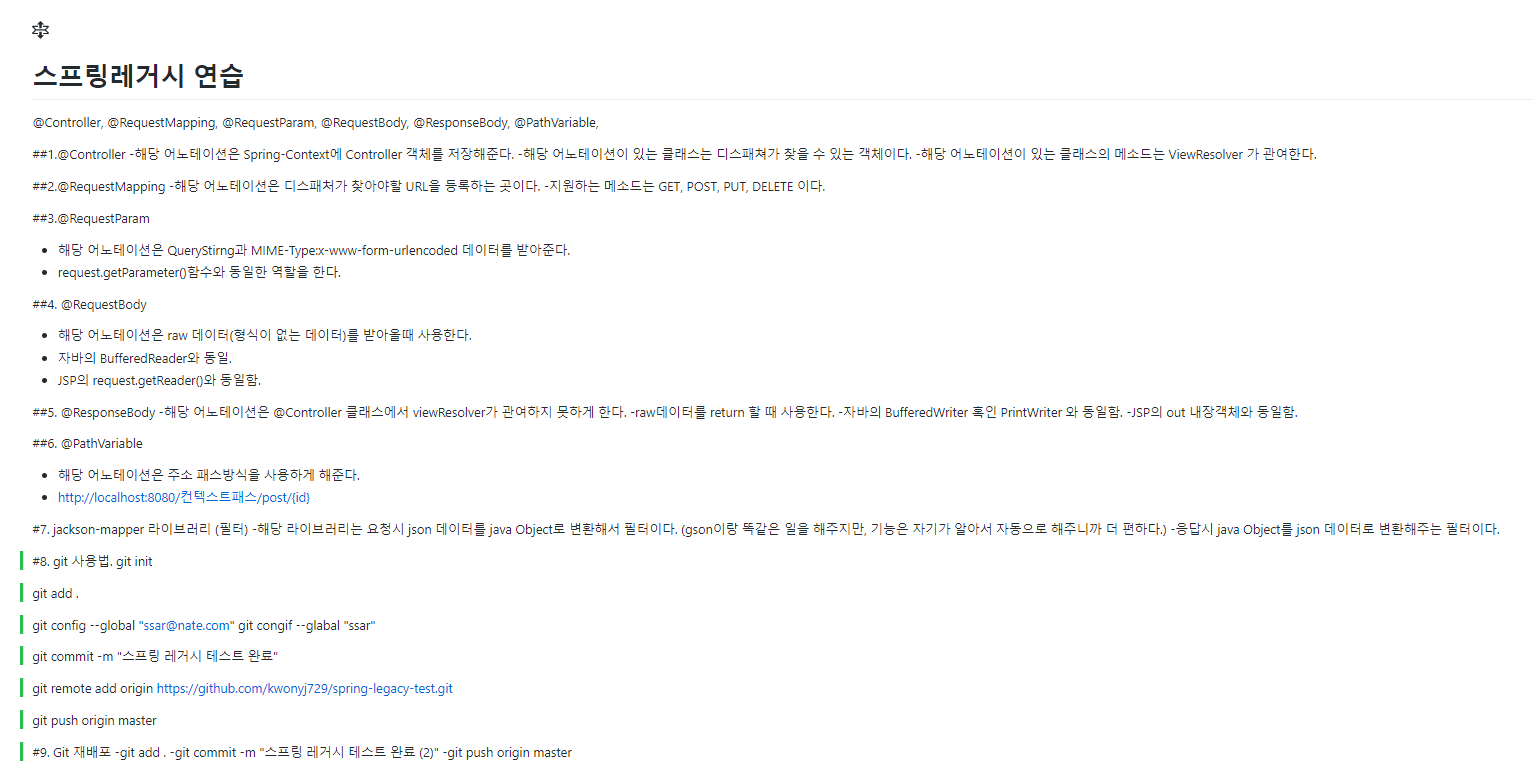 스프링레거시 연습
@Controller, @RequestMapping, @RequestParam, @RequestBody, @ResponseBody, @PathVariable,
##1.@Controller -해당 어노테이션은 Spring-Context에 Controller 객체를 저장해준다. -해당 어노테이션이 있는 클래스는 디스패쳐가 찾을 수 있는 객체이다. -해당 어노테이션이 있는 클래스의 메소드는 ViewResolver 가 관여한다.
##2.@RequestMapping -해당 어노테이션은 디스패처가 찾아야할 URL을 등록하는 곳이다. -지원하는 메소드는 GET, POST, PUT, DELETE 이다.
##3.@RequestParam
• 해당 어노테이션은 QueryStirng과 MIME-Type:x-www-form-urlencoded 데이터를 받아준다.
• request.getParameter()함수와 동일한 역할을 한다.
##4. @RequestBody
• 해당 어노테이션은 raw 데이터(형식이 없는 데이터)를 받아올때 사용한다.
• 자바의 BufferedReader와 동일.
• JSP의 request.getReader()와 동일함.
##5. @ResponseBody -해당 어노테이션은 @Controller 클래스에서 viewResolver가 관여하지 못하게 한다. -raw데이터를 return 할 때 사용한다. -자바의 BufferedWriter 혹인 PrintWriter 와 동일함. -JSP의 out 내장객체와 동일함.
##6. @PathVariable
• 해당 어노테이션은 주소 패스방식을 사용하게 해준다.
• http://localhost:8080/컨텍스트패스/post/{id}
#7. jackson-mapper 라이브러리 (필터) -해당 라이브러리는 요청시 json 데이터를 java Object로 변환해서 필터이다. (gson이랑 똑같은 일을 해주지만, 기능은 자기가 알아서 자동으로 해주니까 더 편하다.) -응답시 java Object를 json 데이터로 변환해주는 필터이다.
#8. git 사용법. git init
git add .
git config --global "ssar@nate.com" git congif --glabal "ssar"
git commit -m "스프링 레거시 테스트 완료"
git remote add origin https://github.com/kwonyj729/spring-legacy-test.git
git push origin master
#9. Git 재배포 -git add . -git commit -m "스프링 레거시 테스트 완료 (2)" -git push origin master